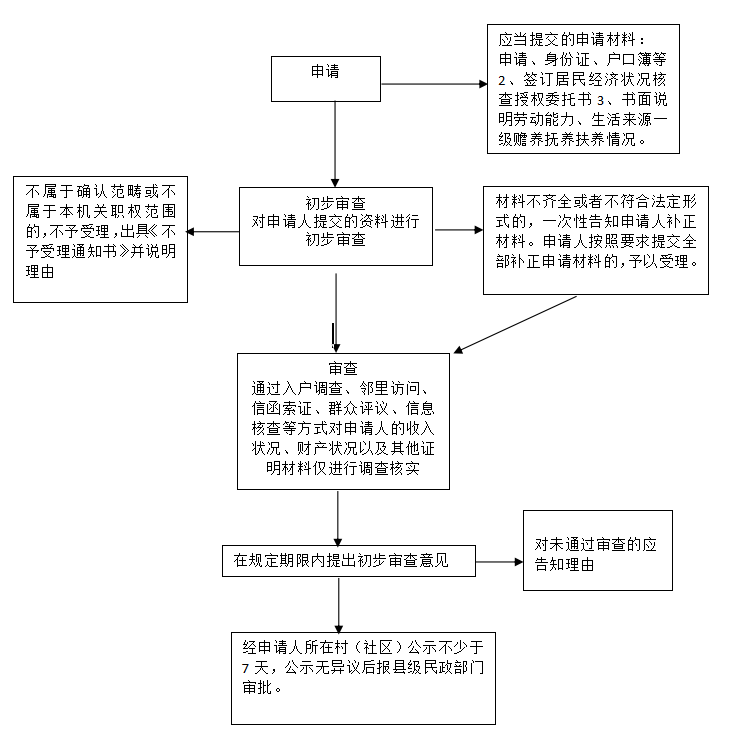 申请
应当提交的申请材料：
申请、身份证、户口簿等
2、签订居民经济状况核
查授权委托书 3、书面说
明劳动能力、生活来源一
级赡养抚养扶养情况。
不属于确认范畴或不
属于本机关职权范围
的，不予受理，出具《不
予受理通知书》并说明
理由
初步审查
对申请人提交的资料进行
初步审查
材料不齐全或者不符合法定形
式的，一次性告知申请人补正
材料。申请人按照要求提交全
部补正申请材料的，予以受理。
审查
通过入户调查、邻里访问、
信函索证、群众评议、信息
核查等方式对申请人的收入
状况、财产状况以及其他证
明材料仅进行调查核实
在规定期限内提出初步审查意见
对未通过审查的应
告知理由
经申请人所在村（社区）公示不少于
7 天，公示无异议后报县级民政部门
审批。